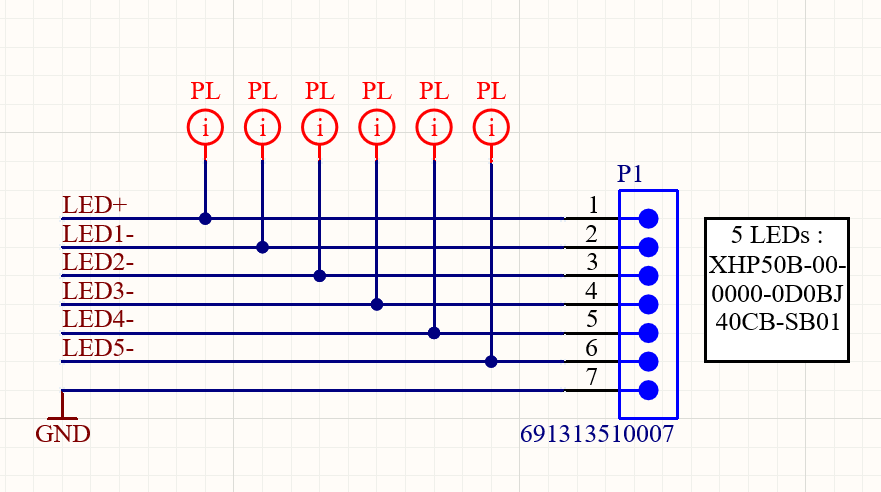 PL PL PL PL PL PL
i i i i i i
P1
LED+ 1
LED1- 2
LED2- 3
LED3- 4
LED4- 5
LED5- 6
7
GND
691313510007
5 LEDs :
XHP50B-00-
0000-0D0BJ
40CB-SB01